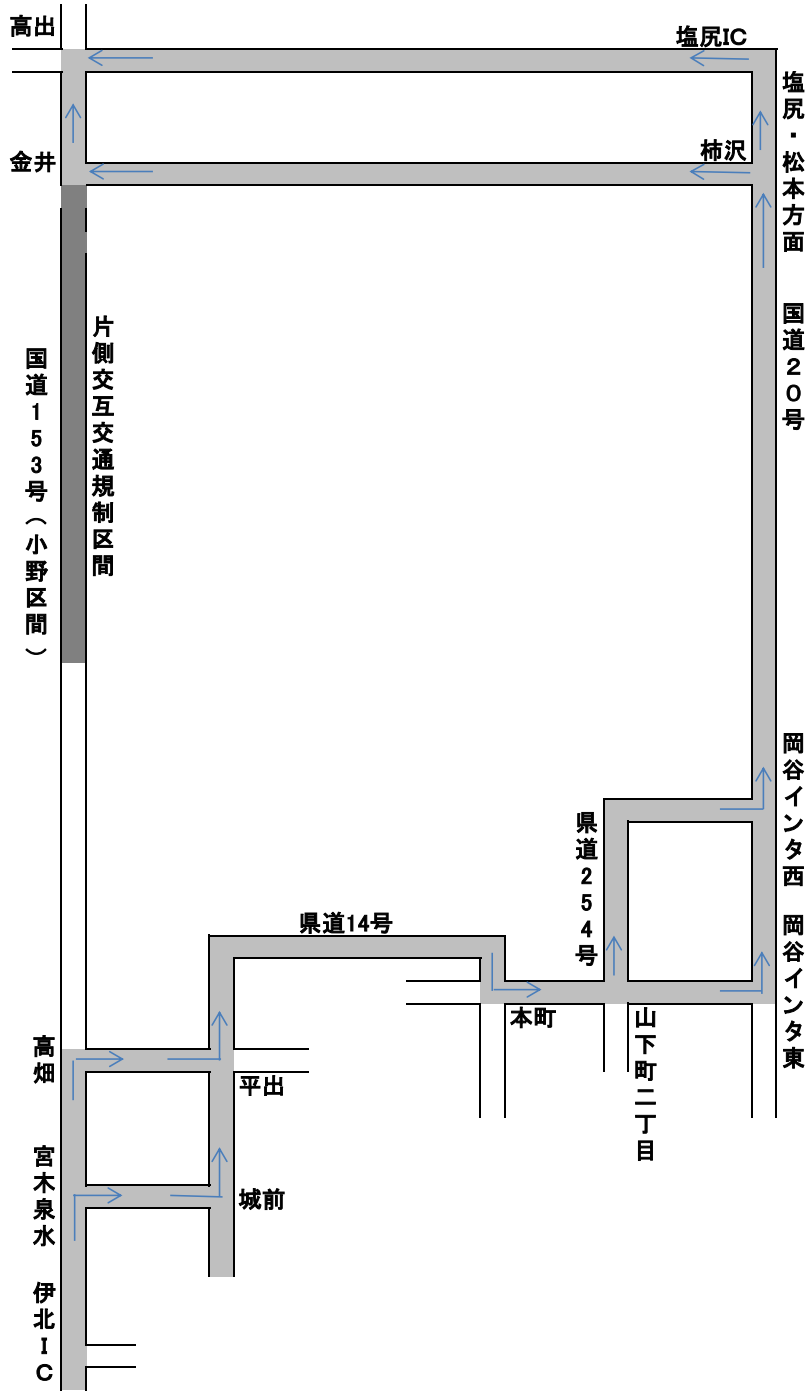 高出
塩尻IC
塩尻・松本方面　国道２０号
金井
柿沢
片側交互交通規制区間
国道１５３号（小野区間）
岡谷インタ西
県道２５４号
県道14号
岡谷インタ東
本町
山下町二丁目
高畑
平出
宮木泉水
城前
伊北ＩＣ